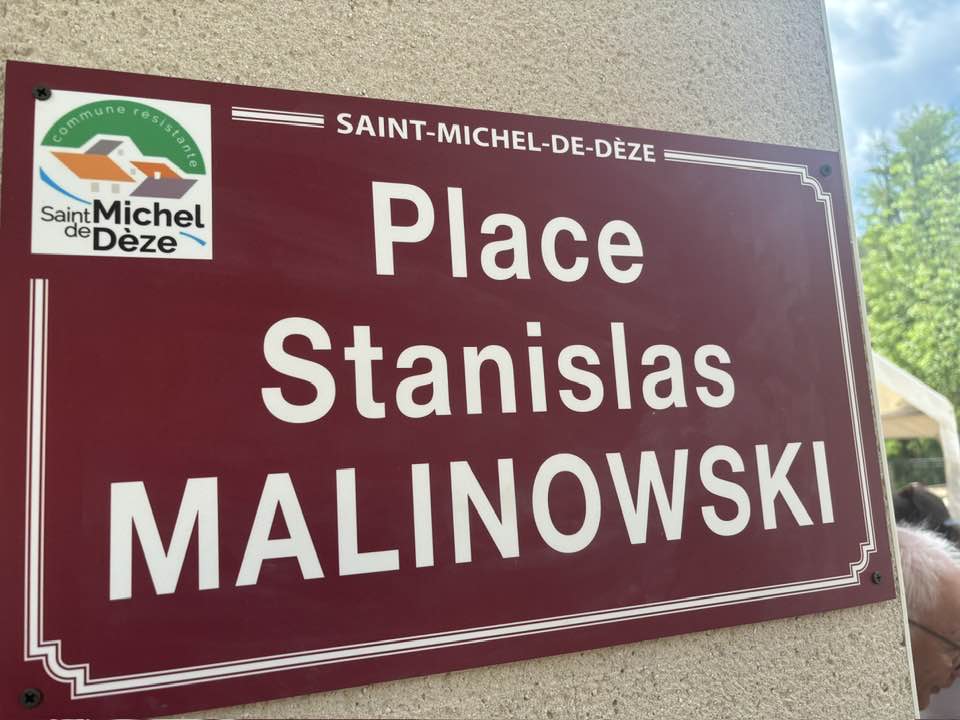 commune résistante
Saint Michel
de Dèze
SAINT-MICHEL-DE-DÈZE
Place
Stanislas
MALINOWSKI